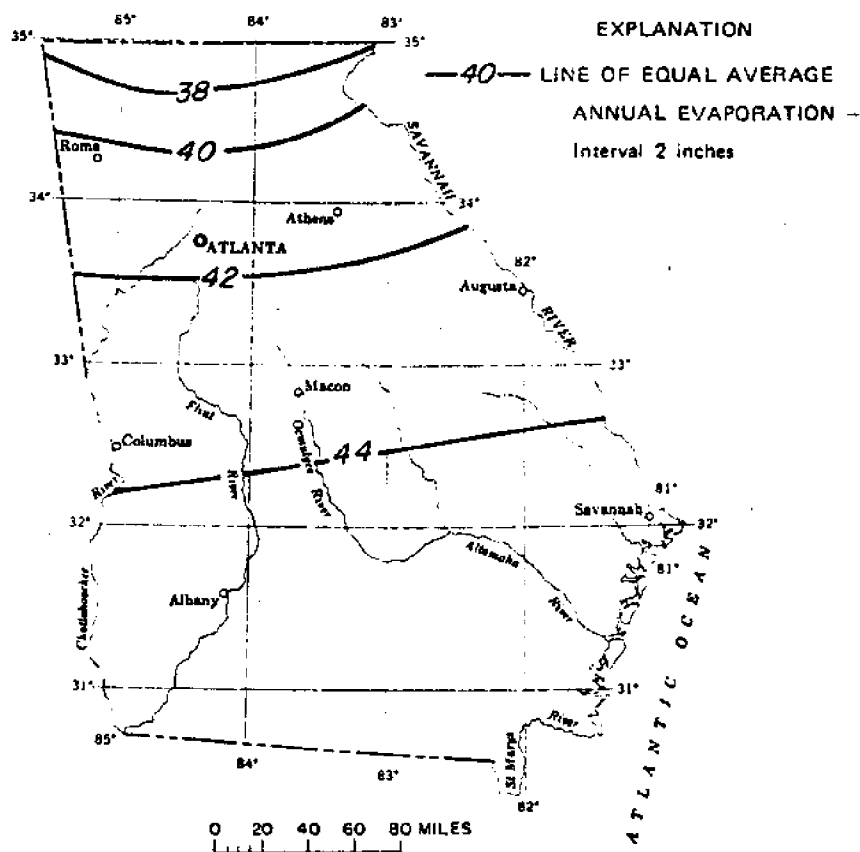 85° 84° 83°
35° 35°
EXPLANATION
—40— LINE OF EQUAL AVERAGE
ANNUAL EVAPORATION –
Interval 2 inches
38
40
Rome
SAVANNAH
34° 34°
Athens
ATLANTA
42
82°
Augusta
RIVER
33° 33°
Macon
Flint
Columbus
Ocmulgee
44
River
River
River
81°
Savannah
32° 32°
Altamaha
81°
Albany
Chattahoochee
River
ATLANTIC OCEAN
31° 31°
River
St Marys
85°
84° 83°
82°
0 20 40 60 80 MILES